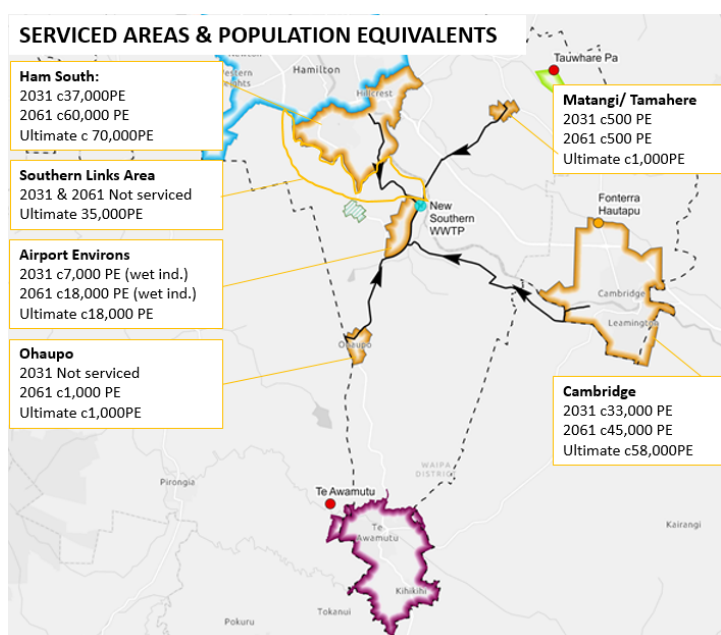 SERVICED AREAS & POPULATION EQUIVALENTS
Ham South:
2031 c37,000PE
2061 c60,000 PE
Ultimate c 70,000PE
Southern Links Area
2031 & 2061 Not serviced
Ultimate 35,000PE
Airport Environs
2031 c7,000 PE (wet ind.)
2061 c18,000 PE (wet ind.)
Ultimate c18,000 PE
Ohaupo
2031 Not serviced
2061 c1,000 PE
Ultimate c1,000PE
Hamilton
Hillcrest
Tauwhare Pa
Matangi/ Tamahere
2031 c500 PE
2061 c500 PE
Ultimate c1,000PE
New
Southern
WWTP
Fonterra
Hautapu
Cambridge
Leamington
Ohaupo
Cambridge
2031 c33,000 PE
2061 c45,000 PE
Ultimate c58,000PE
WAIPA
DISTRICT
Pirongia
Te Awamutu
Te
Awamutu
Kairangi
Kihikihi
Tokanui
Pokuru